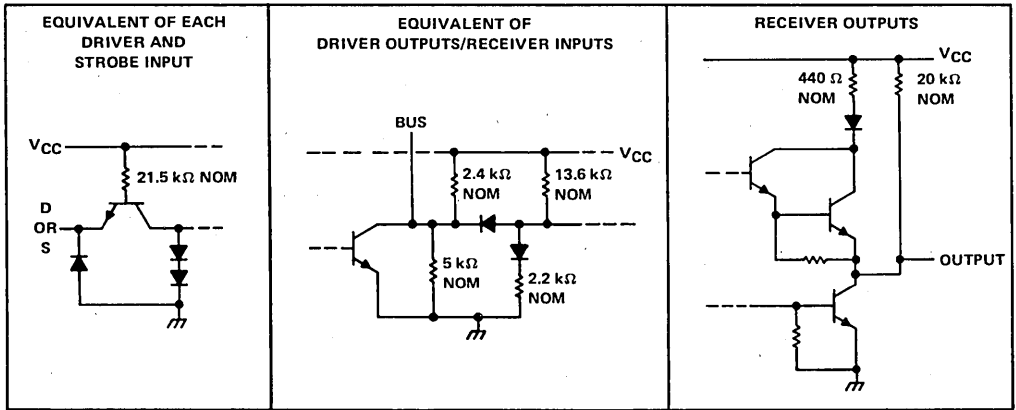 EQUIVALENT OF EACH
DRIVER AND
STROBE INPUT
VCC
21.5 kΩ NOM
D
OR
S
EQUIVALENT OF
DRIVER OUTPUTS/RECEIVER INPUTS
BUS
VCC
2.4 kΩ
NOM
13.6 kΩ
NOM
5 kΩ
NOM
2.2 kΩ
NOM
RECEIVER OUTPUTS
VCC
440 Ω
NOM
20 kΩ
NOM
OUTPUT